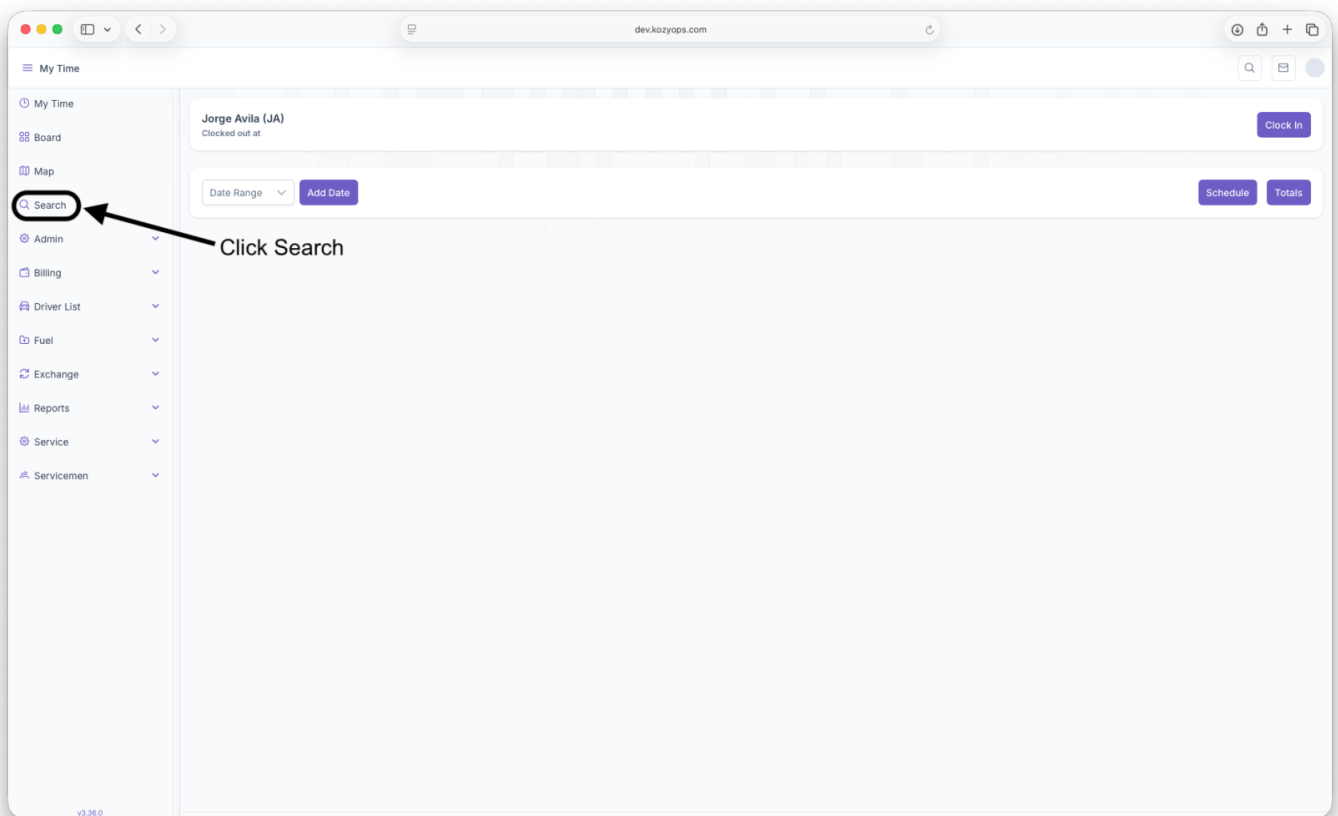 dev.kozyops.com
My Time
My Time
Board
Map
Search
Admin
Billing
Driver List
Fuel
Exchange
Reports
Service
Servicemen
v3.36.0
Jorge Avila (JA)
Clocked out at
Clock In
Date Range
Add Date
Schedule
Totals
Click Search